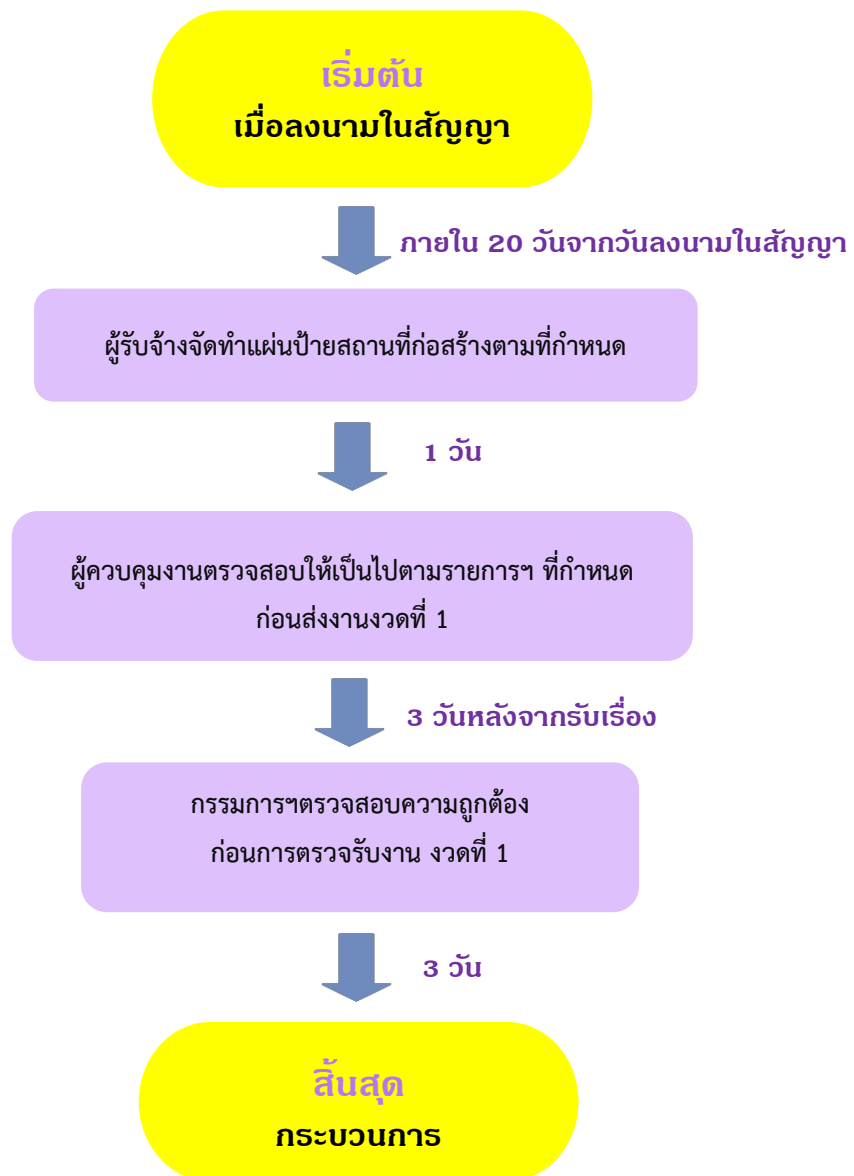 เริ่มต้น
เมื่อลงนามในสัญญา
ภายใน 20 วันจากวันลงนามในสัญญา
ผู้รับจ้างจัดทำแผ่นป้ายสถานที่ก่อสร้างตามที่กำหนด
1 วัน
ผู้ควบคุมงานตรวจสอบให้เป็นไปตามรายการฯ ที่กำหนด
ก่อนส่งงานงวดที่ 1
3 วันหลังจากรับเรื่อง
กรรมการฯตรวจสอบความถูกต้อง
ก่อนการตรวจรับงาน งวดที่ 1
3 วัน
สิ้นสุด
กระบวนการ